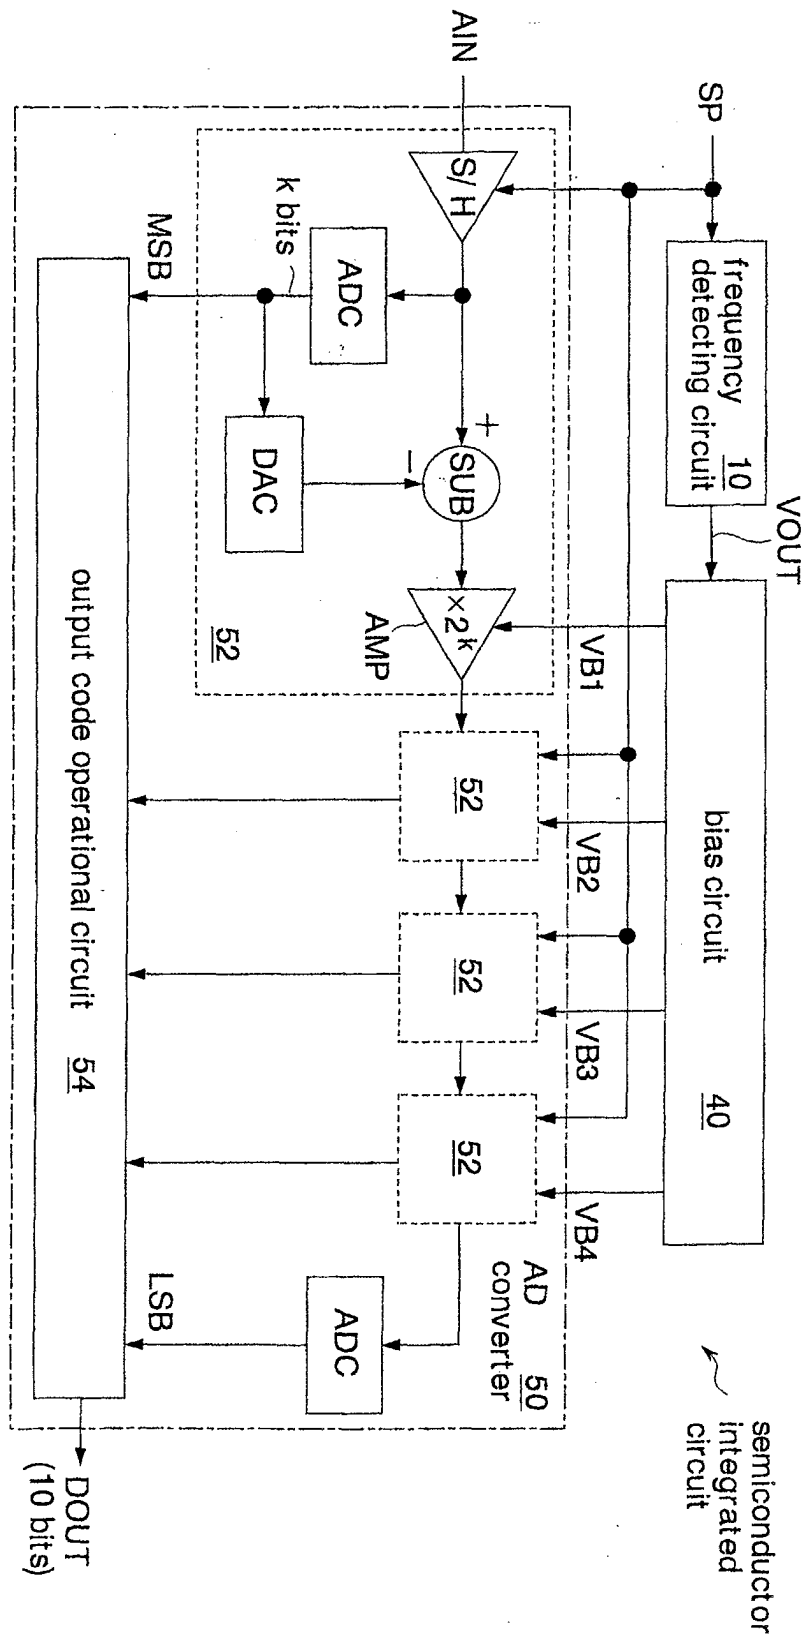 SP
frequency
detecting circuit
10
VOUT
bias circuit
40
semiconductor
integrated
circuit
AIN
S/H
+
SUB
−
×2ᵏ
AMP
VB1
VB2
VB3
VB4
ADC
k bits
DAC
52
52
52
52
AD
converter
50
ADC
MSB
LSB
output code operational circuit
54
DOUT
(10 bits)